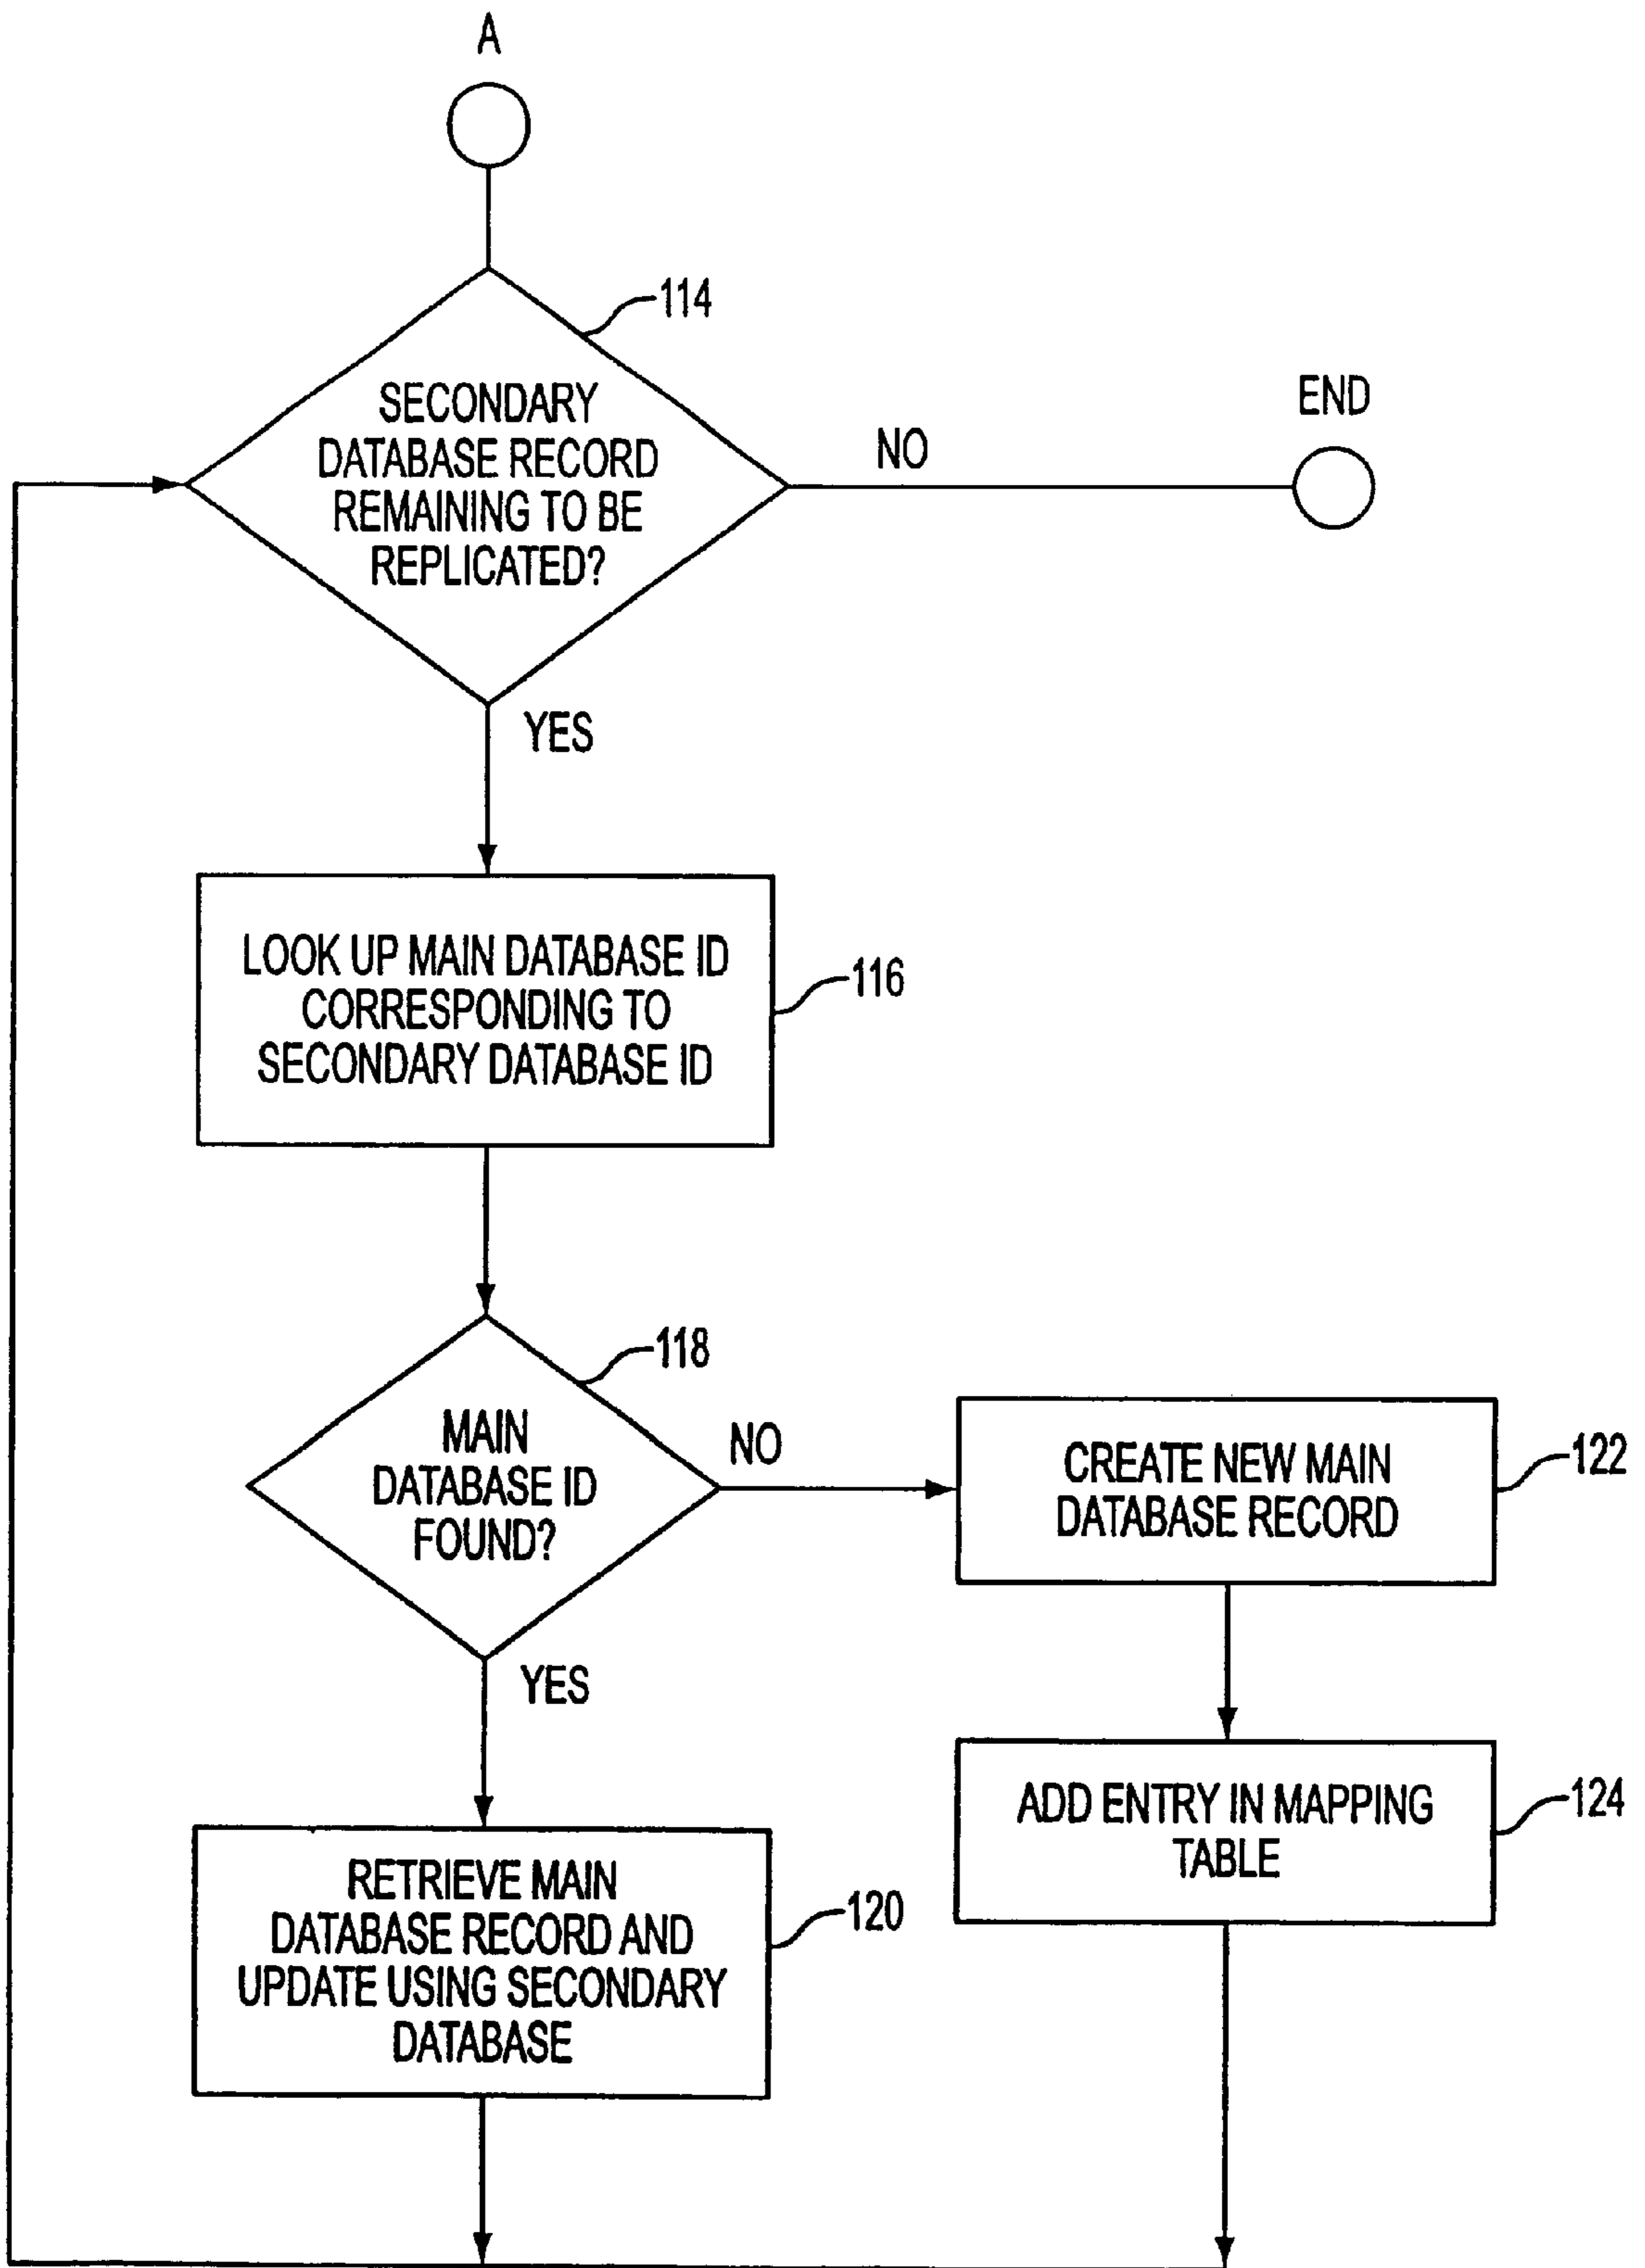 A
114
SECONDARY
DATABASE RECORD
REMAINING TO BE
REPLICATED?
NO
END
YES
LOOK UP MAIN DATABASE ID
CORRESPONDING TO
SECONDARY DATABASE ID
116
118
MAIN
DATABASE ID
FOUND?
NO
CREATE NEW MAIN
DATABASE RECORD
122
YES
ADD ENTRY IN MAPPING
TABLE
124
RETRIEVE MAIN
DATABASE RECORD AND
UPDATE USING SECONDARY
DATABASE
120